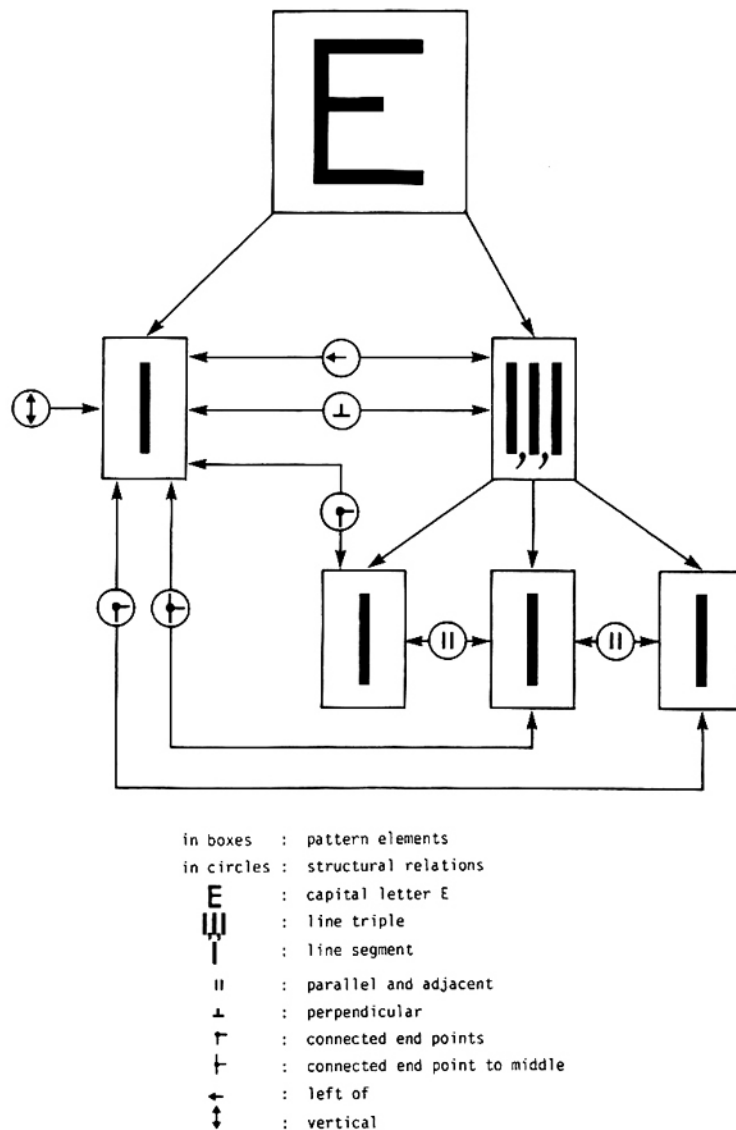 E
in boxes : pattern elements
in circles : structural relations
E : capital letter E
: line triple
: line segment
: parallel and adjacent
: perpendicular
: connected end points
: connected end point to middle
: left of
: vertical